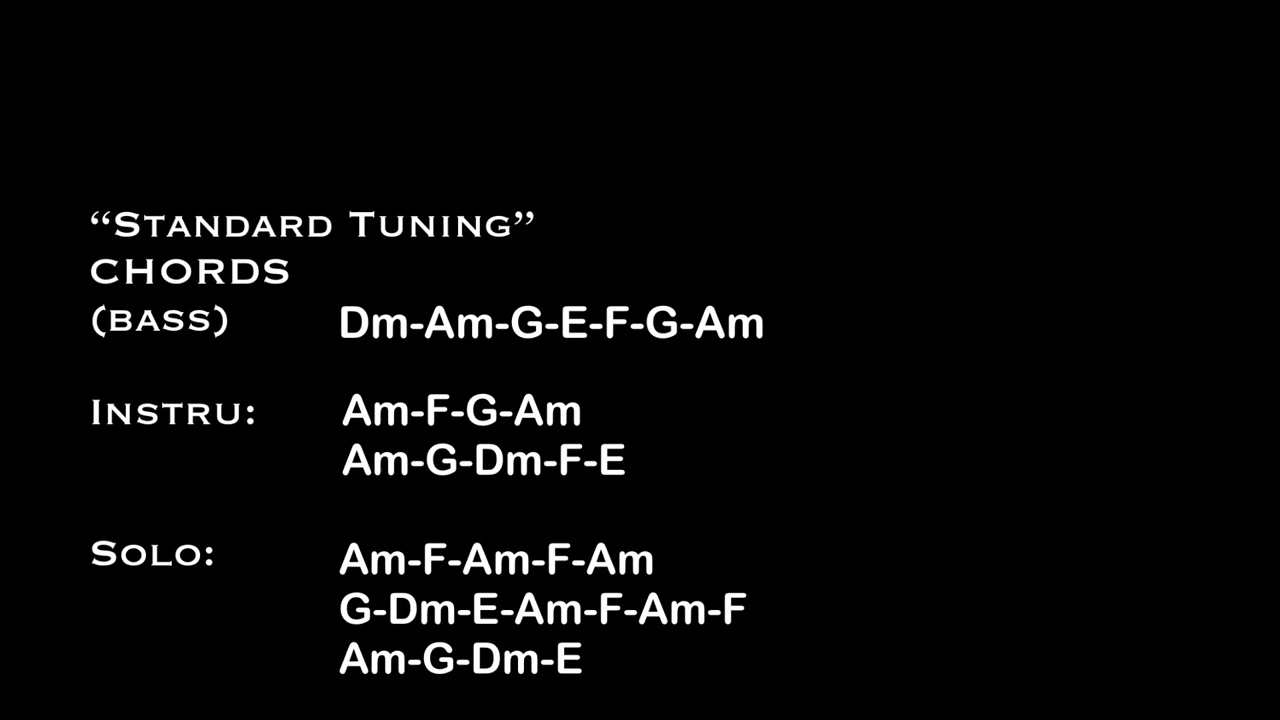 “Standard Tuning”
CHORDS
(BASS) Dm-Am-G-E-F-G-Am
Instru: Am-F-G-Am
Am-G-Dm-F-E
Solo: Am-F-Am-F-Am
G-Dm-E-Am-F-Am-F
Am-G-Dm-E